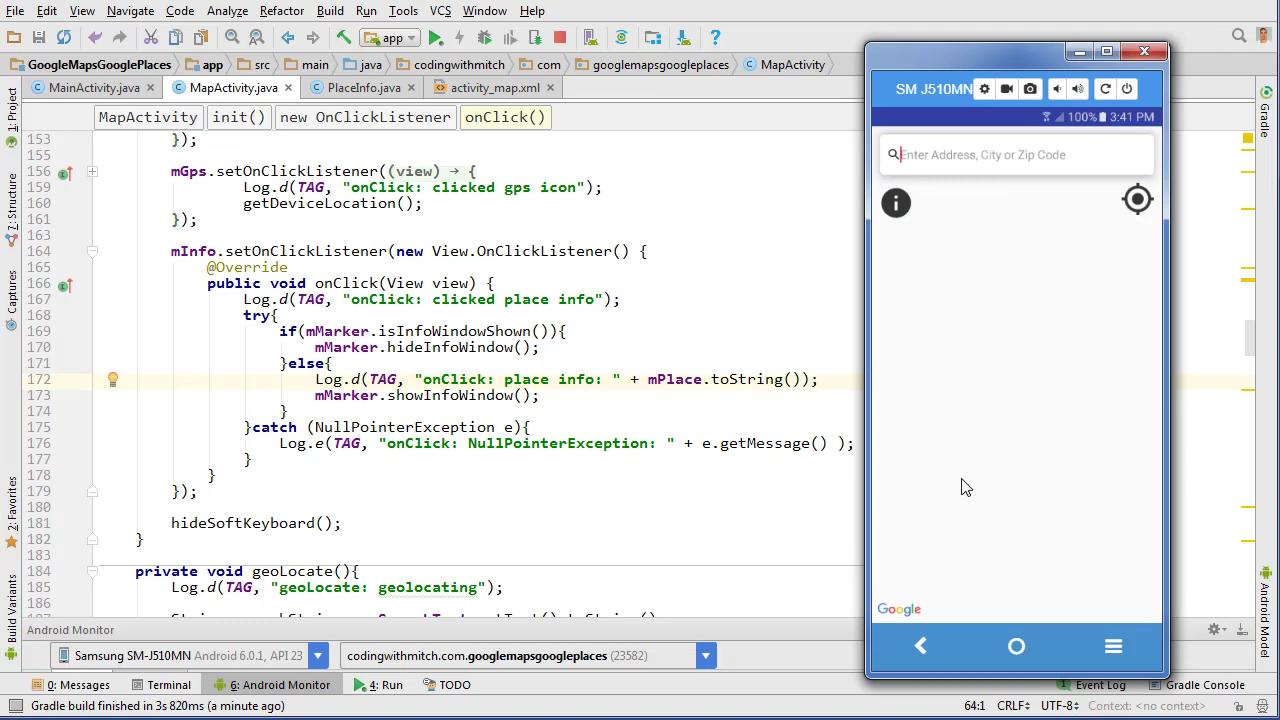 File Edit View Navigate Code Analyze Refactor Build Run Tools VCS Window Help
app
GoogleMapsGooglePlaces app src main java codingwithmitch com googlemapsgoogleplaces MapActivity
MainActivity.java MapActivity.java PlaceInfo.java activity_map.xml
MapActivity init() new OnClickListener onClick()
153 });
155
156 mGps.setOnClickListener((view) → {
159 Log.d(TAG, "onClick: clicked gps icon");
160 getDeviceLocation();
161 });
163
164 mInfo.setOnClickListener(new View.OnClickListener() {
165 @Override
166 public void onClick(View view) {
167 Log.d(TAG, "onClick: clicked place info");
168 try{
169 if(mMarker.isInfoWindowShown()){
170 mMarker.hideInfoWindow();
171 }else{
172 Log.d(TAG, "onClick: place info: " + mPlace.toString());
173 mMarker.showInfoWindow();
174 }
175 }catch (NullPointerException e){
176 Log.e(TAG, "onClick: NullPointerException: " + e.getMessage() );
177 }
178 }
179 });
180
181 hideSoftKeyboard();
182 }
183
184 private void geoLocate(){
185 Log.d(TAG, "geoLocate: geolocating");
186
1: Project
7: Structure
Captures
2: Favorites
Build Variants
SM J510MN
100% 3:41 PM
Enter Address, City or Zip Code
i
Google
Gradle
Android Model
Android Monitor
Samsung SM-J510MN Android 6.0.1, API 23 codingwithmitch.com.googlemapsgoogleplaces (23582)
0: Messages Terminal 6: Android Monitor 4: Run TODO Event Log Gradle Console
Gradle build finished in 3s 820ms (a minute ago) 64:1 CRLF÷ UTF-8÷ Context: <no context>